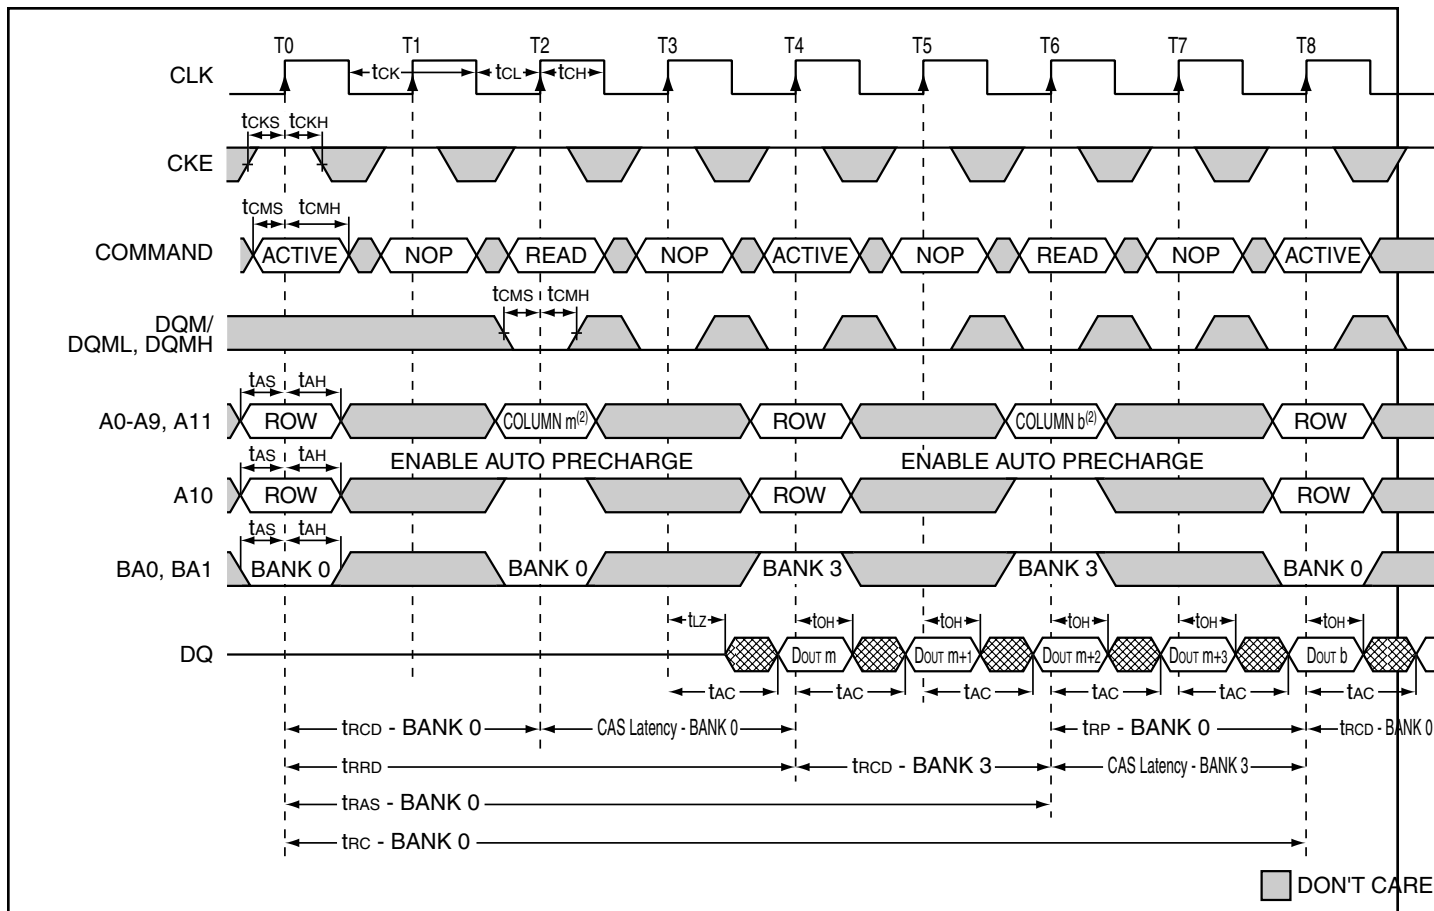 T0 T1 T2 T3 T4 T5 T6 T7 T8
CLK tCK tCL tCH
tCKS tCKH
CKE
tCMS tCMH
COMMAND ACTIVE NOP READ NOP ACTIVE NOP READ NOP ACTIVE
tCMS tCMH
DQM/
DQML, DQMH
tAS tAH
A0-A9, A11 ROW COLUMN m(2) ROW COLUMN b(2) ROW
tAS tAH ENABLE AUTO PRECHARGE ENABLE AUTO PRECHARGE
A10 ROW ROW ROW
tAS tAH
BA0, BA1 BANK 0 BANK 0 BANK 3 BANK 3 BANK 0
tLZ tOH tOH tOH tOH tOH
DQ DOUT m DOUT m+1 DOUT m+2 DOUT m+3 DOUT b
tAC tAC tAC tAC tAC tAC
tRCD - BANK 0 CAS Latency - BANK 0 tRP - BANK 0 tRCD - BANK 0
tRRD tRCD - BANK 3 CAS Latency - BANK 3
tRAS - BANK 0
tRC - BANK 0
DON'T CARE